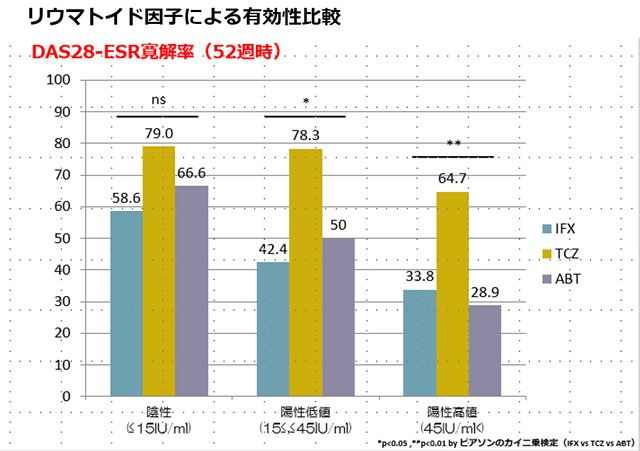 リウマトイド因子による有効性比較
DAS28-ESR寛解率（52週時）
100
90
80
70
60
50
40
30
20
10
0
ns
*
**
58.6
79.0
66.6
42.4
78.3
50
33.8
64.7
28.9
IFX
TCZ
ABT
陰性
(≦15IU/ml)
陽性低値
(15≦,≦45IU/ml)
陽性高値
(45IU/ml<)
*p<0.05 ,**p<0.01 by ピアソンのカイ二乗検定（IFX vs TCZ vs ABT）